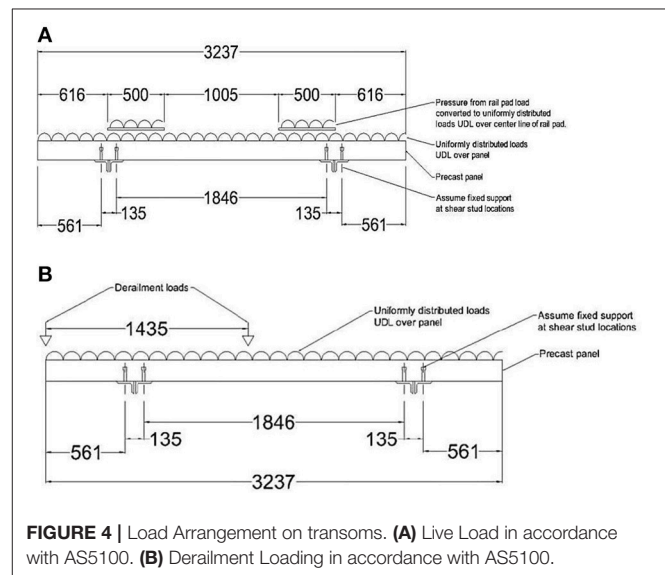 A
3237
616 500 1005 500 616
Pressure from rail pad load
converted to uniformly distributed
loads UDL over center line of rail pad.
Uniformly distributed loads
UDL over panel
Precast panel
1846
Assume fixed support
at shear stud locations
135 135
561 561
B
Derailment loads
1435
Uniformly distributed loads
UDL over panel
Assume fixed support
at shear stud locations
Precast panel
1846
135 135
561 561
3237
FIGURE 4 | Load Arrangement on transoms. (A) Live Load in accordance
with AS5100. (B) Derailment Loading in accordance with AS5100.